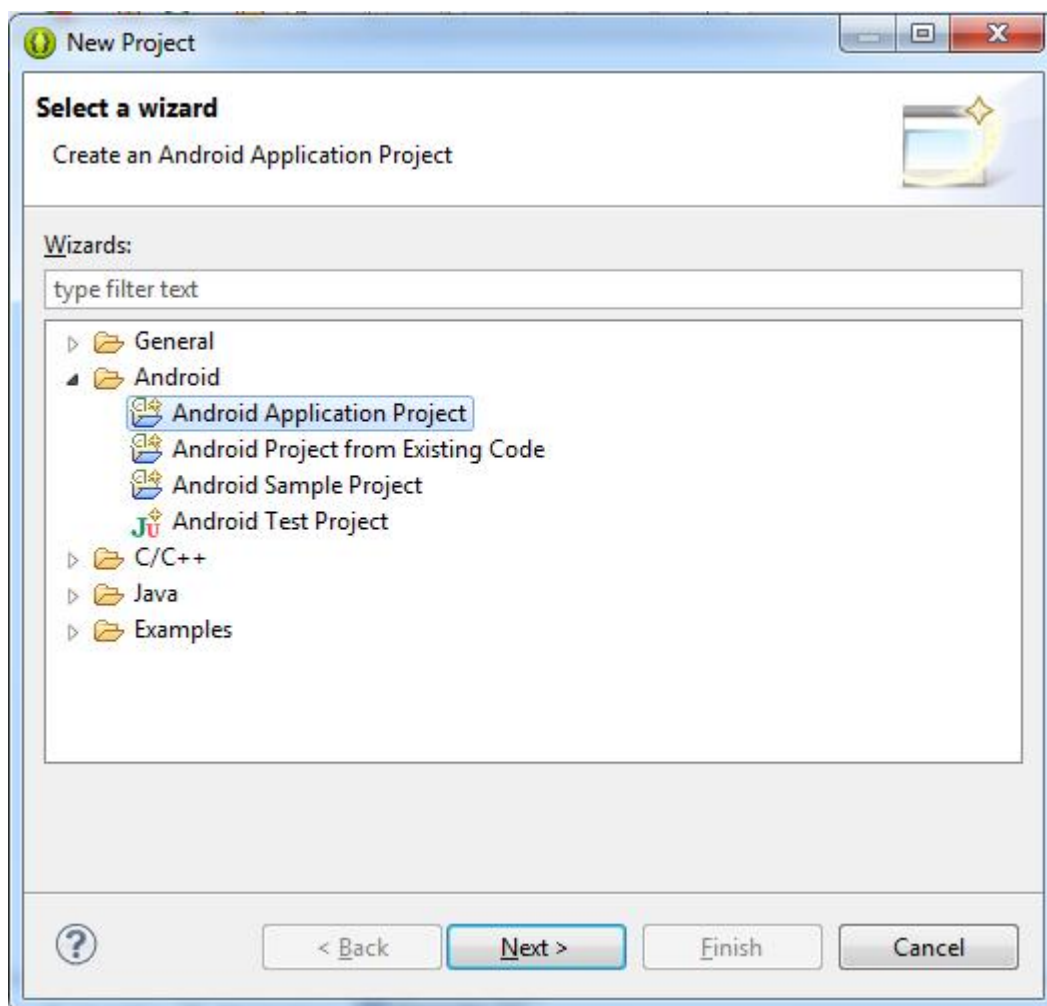 New Project
Select a wizard
Create an Android Application Project
Wizards:
type filter text
General
Android
Android Application Project
Android Project from Existing Code
Android Sample Project
Android Test Project
C/C++
Java
Examples
< Back Next > Finish Cancel